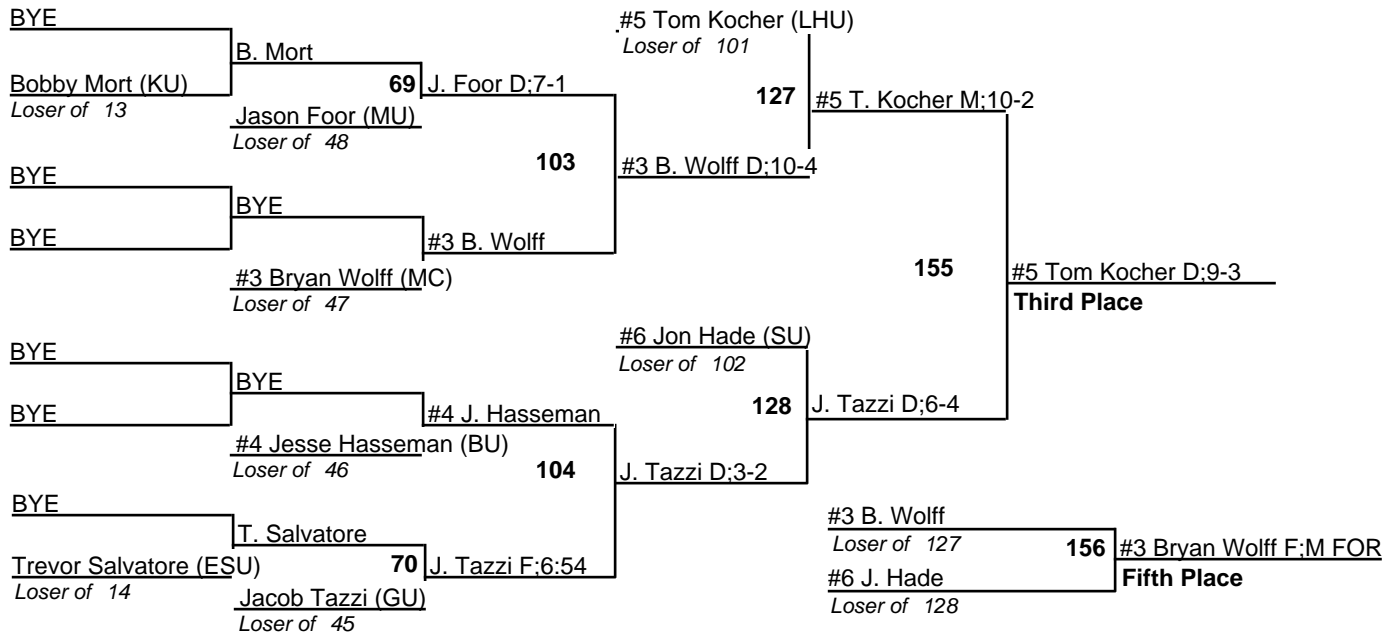 BYE
B. Mort
Bobby Mort (KU)
Loser of 13
69
J. Foor D;7-1
Jason Foor (MU)
Loser of 48
103
BYE
BYE
BYE
#3 B. Wolff
#3 Bryan Wolff (MC)
Loser of 47
#5 Tom Kocher (LHU)
Loser of 101
127
#5 T. Kocher M;10-2
#3 B. Wolff D;10-4
155
#5 Tom Kocher D;9-3
Third Place
BYE
BYE
BYE
#4 J. Hasseman
#4 Jesse Hasseman (BU)
Loser of 46
104
#6 Jon Hade (SU)
Loser of 102
128
J. Tazzi D;6-4
J. Tazzi D;3-2
BYE
T. Salvatore
Trevor Salvatore (ESU)
Loser of 14
70
J. Tazzi F;6:54
Jacob Tazzi (GU)
Loser of 45
#3 B. Wolff
Loser of 127
156
#3 Bryan Wolff F;M FOR
Fifth Place
#6 J. Hade
Loser of 128